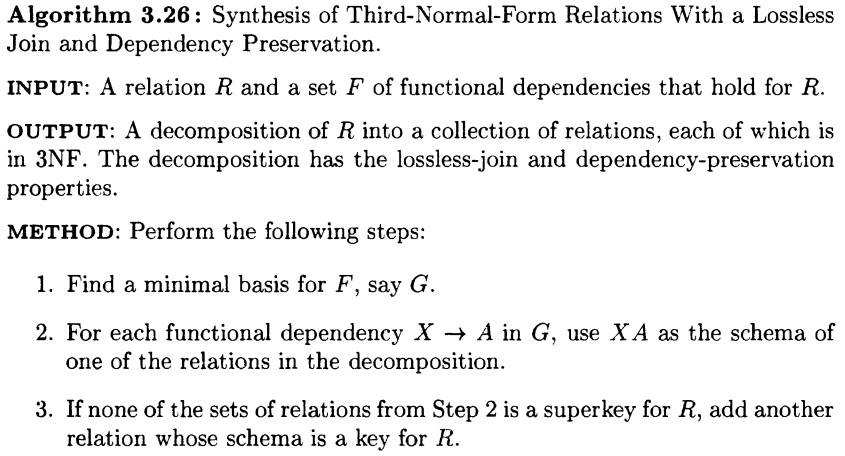 Algorithm 3.26: Synthesis of Third-Normal-Form Relations With a Lossless
Join and Dependency Preservation.
INPUT: A relation R and a set F of functional dependencies that hold for R.
OUTPUT: A decomposition of R into a collection of relations, each of which is
in 3NF. The decomposition has the lossless-join and dependency-preservation
properties.
METHOD: Perform the following steps:
1. Find a minimal basis for F, say G.
2. For each functional dependency X → A in G, use XA as the schema of
one of the relations in the decomposition.
3. If none of the sets of relations from Step 2 is a superkey for R, add another
relation whose schema is a key for R.